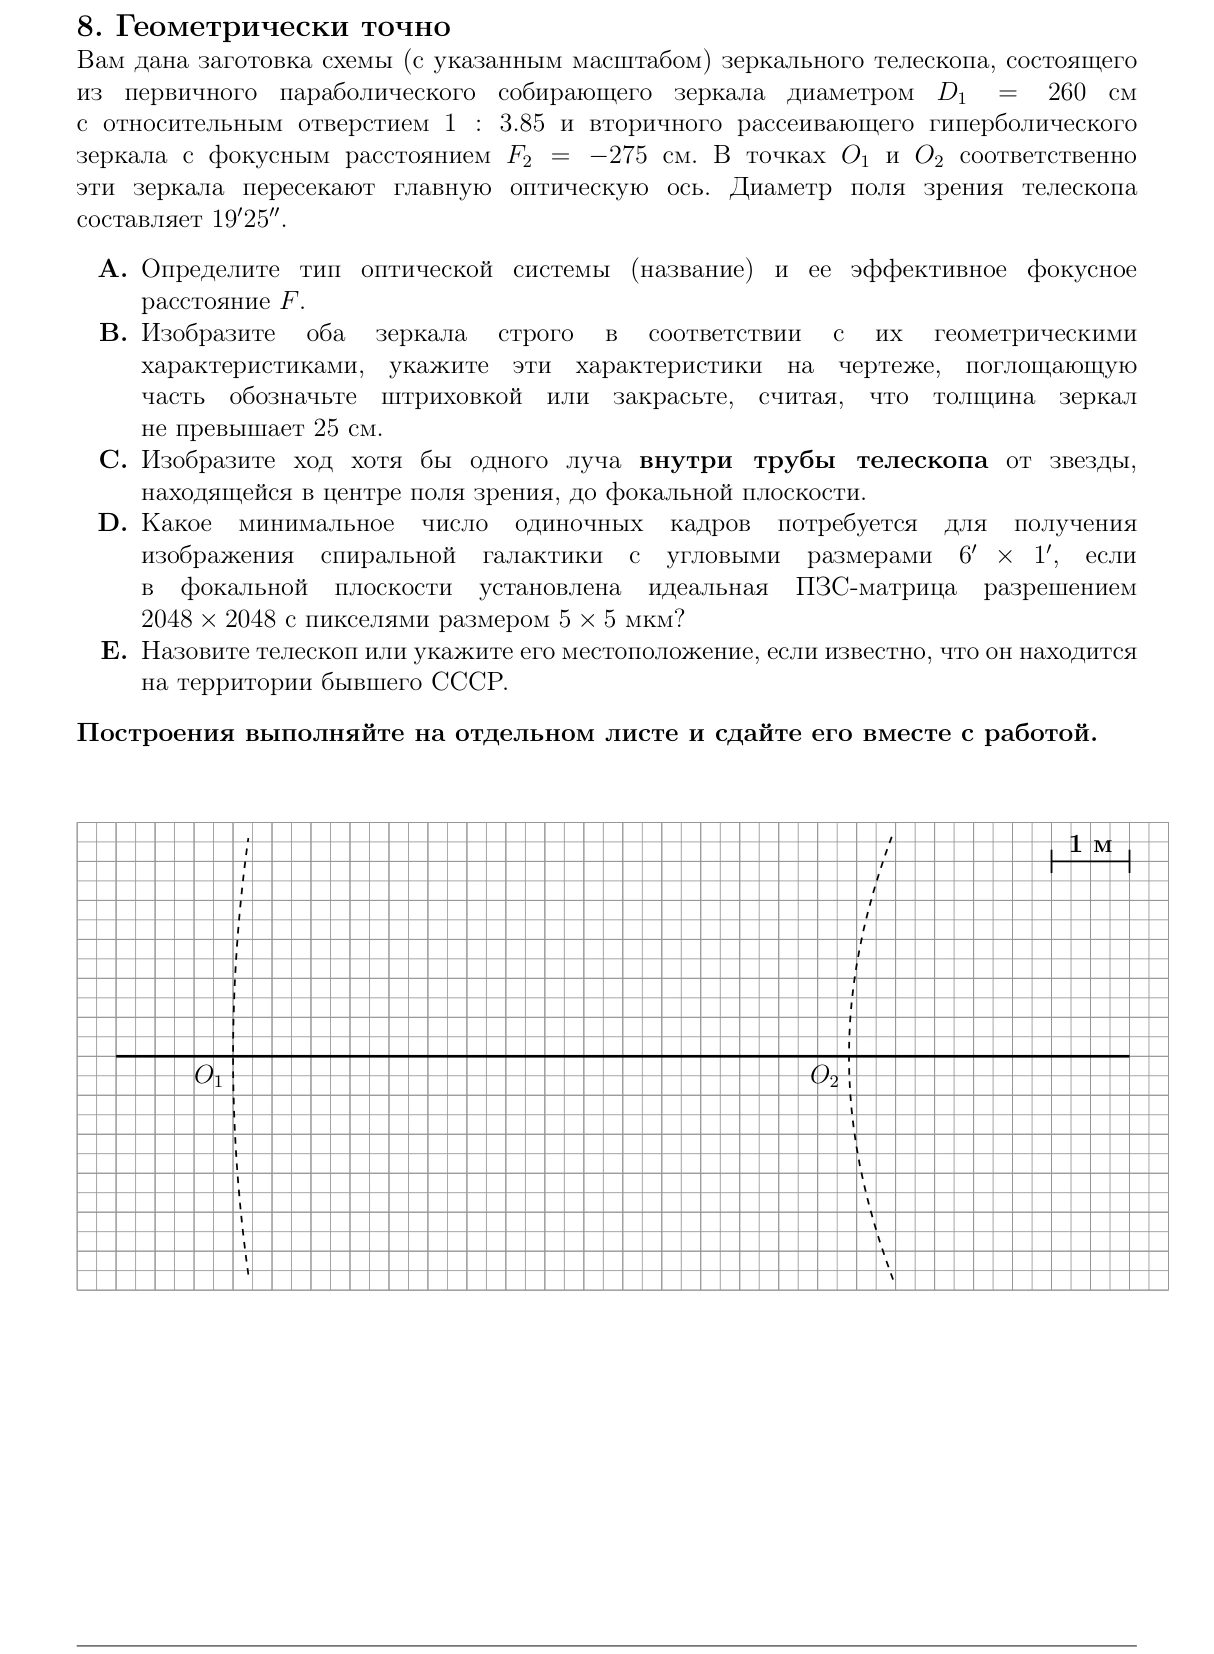 8. Геометрически точно
Вам дана заготовка схемы (с указанным масштабом) зеркального телескопа, состоящего
из первичного параболического собирающего зеркала диаметром D₁ = 260 см
с относительным отверстием 1 : 3.85 и вторичного рассеивающего гиперболического
зеркала с фокусным расстоянием F₂ = −275 см. В точках O₁ и O₂ соответственно
эти зеркала пересекают главную оптическую ось. Диаметр поля зрения телескопа
составляет 19′25″.
A. Определите тип оптической системы (название) и ее эффективное фокусное
расстояние F.
B. Изобразите оба зеркала строго в соответствии с их геометрическими
характеристиками, укажите эти характеристики на чертеже, поглощающую
часть обозначьте штриховкой или закрасьте, считая, что толщина зеркал
не превышает 25 см.
C. Изобразите ход хотя бы одного луча внутри трубы телескопа от звезды,
находящейся в центре поля зрения, до фокальной плоскости.
D. Какое минимальное число одиночных кадров потребуется для получения
изображения спиральной галактики с угловыми размерами 6′ × 1′, если
в фокальной плоскости установлена идеальная ПЗС-матрица разрешением
2048 × 2048 с пикселями размером 5 × 5 мкм?
E. Назовите телескоп или укажите его местоположение, если известно, что он находится
на территории бывшего СССР.
Построения выполняйте на отдельном листе и сдайте его вместе с работой.
1 м
O₁
O₂